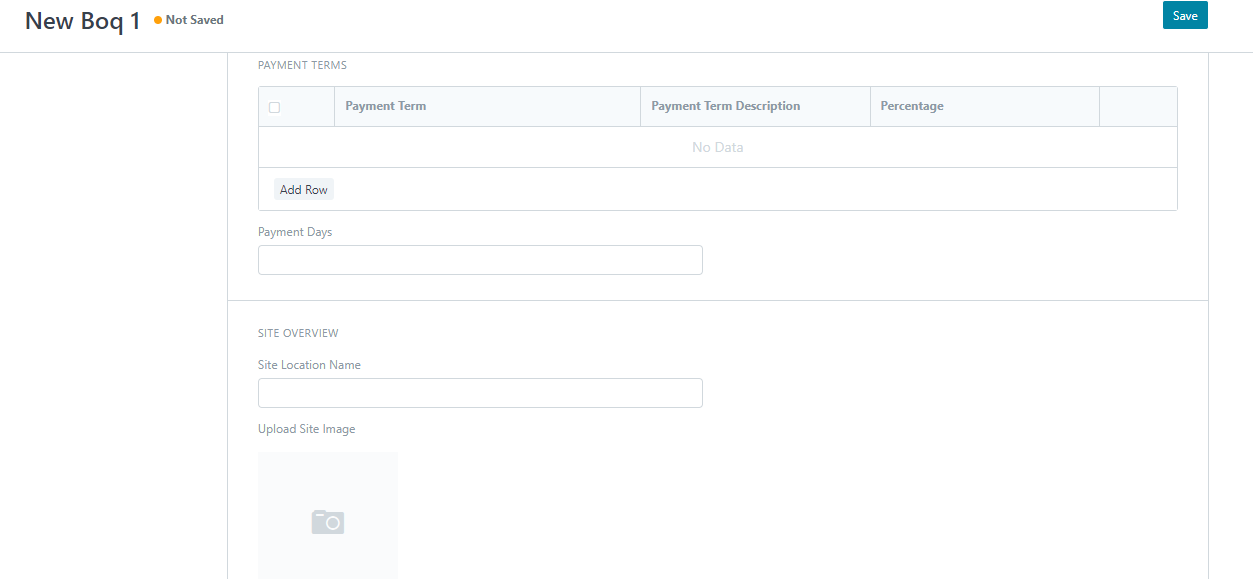 New Boq 1 Not Saved Save
PAYMENT TERMS
Payment Term Payment Term Description Percentage
No Data
Add Row
Payment Days
SITE OVERVIEW
Site Location Name
Upload Site Image